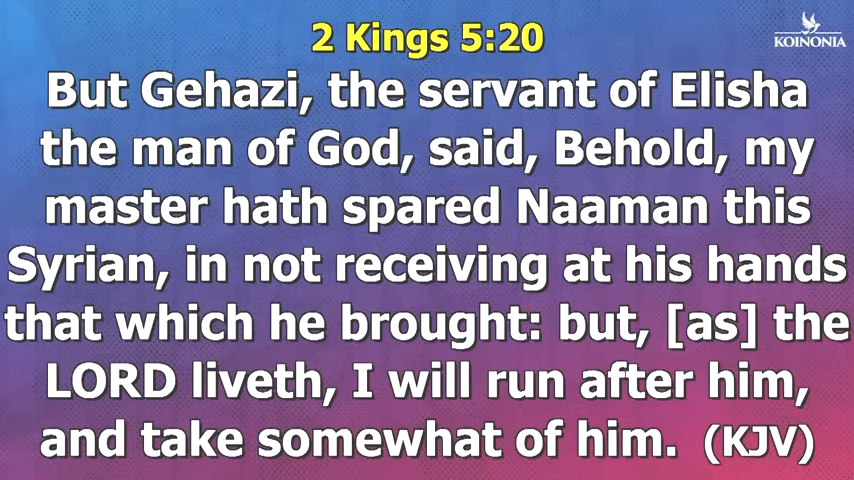 2 Kings 5:20
KOINONIA
But Gehazi, the servant of Elisha
the man of God, said, Behold, my
master hath spared Naaman this
Syrian, in not receiving at his hands
that which he brought: but, [as] the
LORD liveth, I will run after him,
and take somewhat of him. (KJV)